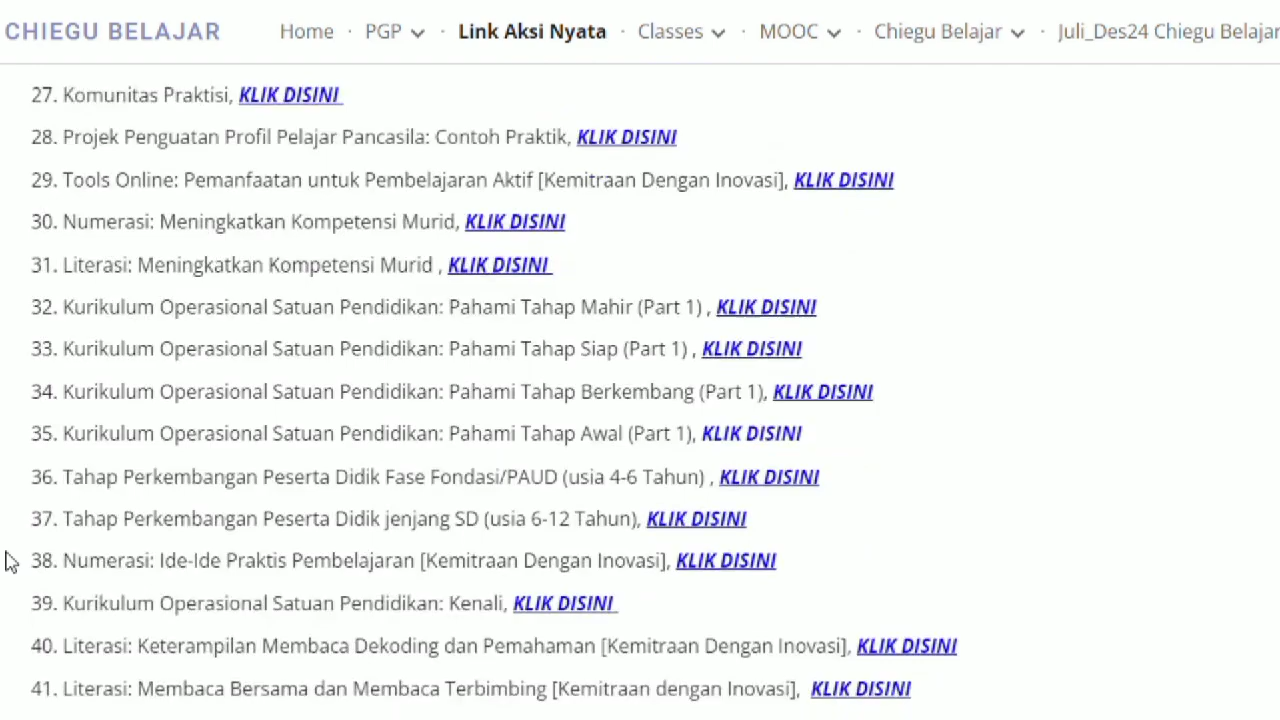 CHIEGU BELAJAR Home · PGP · Link Aksi Nyata · Classes · MOOC · Chiegu Belajar · Juli_Des24 Chiegu Belajar
27. Komunitas Praktisi, KLIK DISINI
28. Projek Penguatan Profil Pelajar Pancasila: Contoh Praktik, KLIK DISINI
29. Tools Online: Pemanfaatan untuk Pembelajaran Aktif [Kemitraan Dengan Inovasi], KLIK DISINI
30. Numerasi: Meningkatkan Kompetensi Murid, KLIK DISINI
31. Literasi: Meningkatkan Kompetensi Murid , KLIK DISINI
32. Kurikulum Operasional Satuan Pendidikan: Pahami Tahap Mahir (Part 1) , KLIK DISINI
33. Kurikulum Operasional Satuan Pendidikan: Pahami Tahap Siap (Part 1) , KLIK DISINI
34. Kurikulum Operasional Satuan Pendidikan: Pahami Tahap Berkembang (Part 1), KLIK DISINI
35. Kurikulum Operasional Satuan Pendidikan: Pahami Tahap Awal (Part 1), KLIK DISINI
36. Tahap Perkembangan Peserta Didik Fase Fondasi/PAUD (usia 4-6 Tahun) , KLIK DISINI
37. Tahap Perkembangan Peserta Didik jenjang SD (usia 6-12 Tahun), KLIK DISINI
38. Numerasi: Ide-Ide Praktis Pembelajaran [Kemitraan Dengan Inovasi], KLIK DISINI
39. Kurikulum Operasional Satuan Pendidikan: Kenali, KLIK DISINI
40. Literasi: Keterampilan Membaca Dekoding dan Pemahaman [Kemitraan Dengan Inovasi], KLIK DISINI
41. Literasi: Membaca Bersama dan Membaca Terbimbing [Kemitraan dengan Inovasi], KLIK DISINI